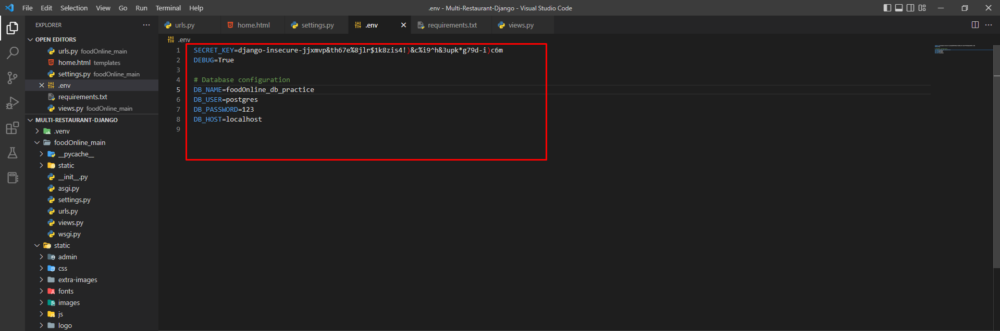 File Edit Selection View Go Run Terminal Help
.env - Multi-Restaurant-Django - Visual Studio Code
EXPLORER
OPEN EDITORS
urls.py foodOnline_main
home.html templates
settings.py foodOnline_main
.env
requirements.txt
views.py foodOnline_main
MULTI-RESTAURANT-DJANGO
.venv
foodOnline_main
__pycache__
static
__init__.py
asgi.py
settings.py
urls.py
views.py
wsgi.py
static
admin
css
extra-images
fonts
images
js
logo
urls.py home.html settings.py .env requirements.txt views.py
.env
1 SECRET_KEY=django-insecure-jjxmvp&th67e%8jlr$1k8zis4!)&c%i9^h&3upk*g79d-i)c6m
2 DEBUG=True
3
4 # Database configuration
5 DB_NAME=foodOnline_db_practice
6 DB_USER=postgres
7 DB_PASSWORD=123
8 DB_HOST=localhost
9